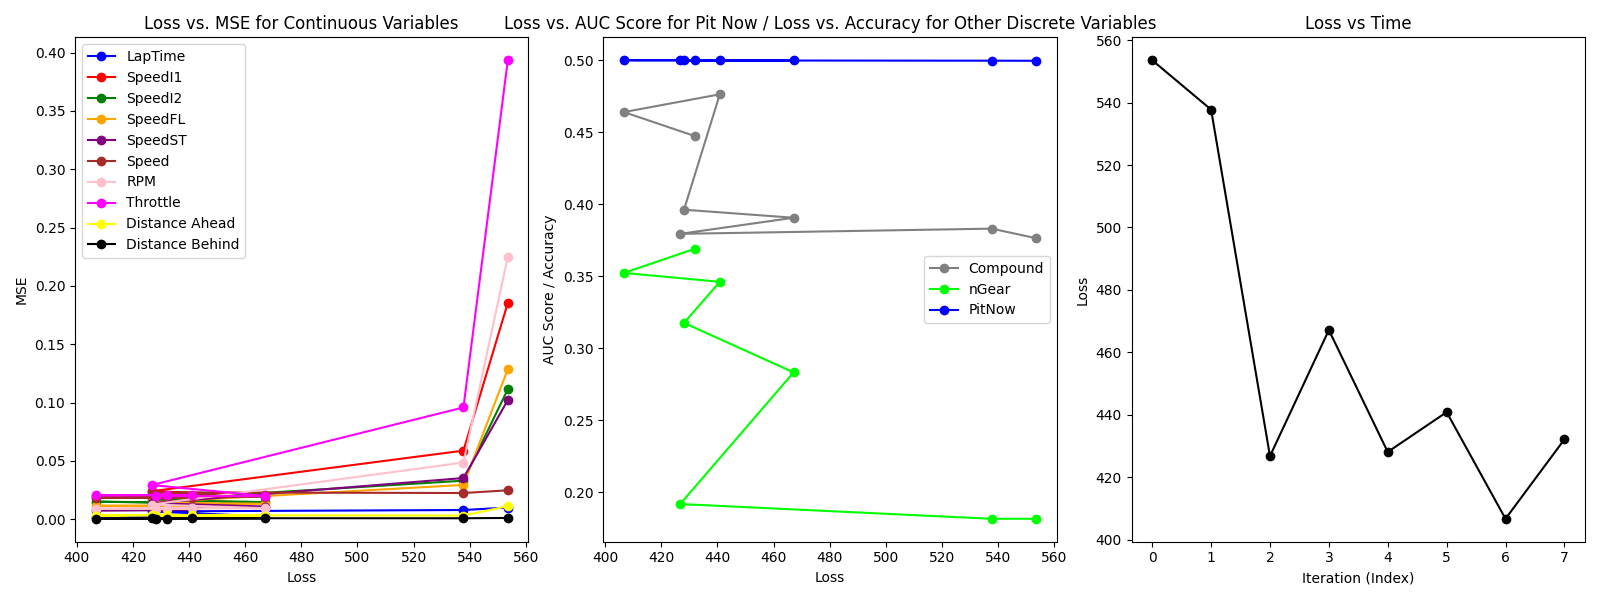 Loss vs. MSE for Continuous Variables
0.40
0.35
0.30
0.25
0.20
0.15
0.10
0.05
0.00
MSE
LapTime
SpeedI1
SpeedI2
SpeedFL
SpeedST
Speed
RPM
Throttle
Distance Ahead
Distance Behind
400 420 440 460 480 500 520 540 560
Loss
Loss vs. AUC Score for Pit Now / Loss vs. Accuracy for Other Discrete Variables
0.50
0.45
0.40
0.35
0.30
0.25
0.20
AUC Score / Accuracy
Compound
nGear
PitNow
400 420 440 460 480 500 520 540 560
Loss
Loss vs Time
560
540
520
500
480
460
440
420
400
Loss
0 1 2 3 4 5 6 7
Iteration (Index)